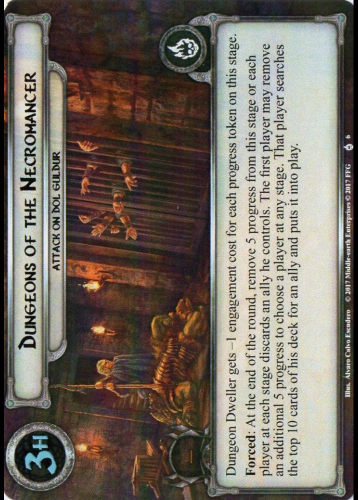 3H
DUNGEONS OF THE NECROMANCER
ATTACK ON DOL GULDUR
–
Dungeon Dweller gets –1 engagement cost for each progress token on this stage.
Forced: At the end of the round, remove 5 progress from this stage or each
player at each stage discards an ally he controls. The first player may remove
an additional 5 progress to choose a player at any stage. That player searches
the top 10 cards of his deck for an ally and puts it into play.
Illus. Álvaro Calvo Escudero © 2017 Middle-earth Enterprises © 2017 FFG 6